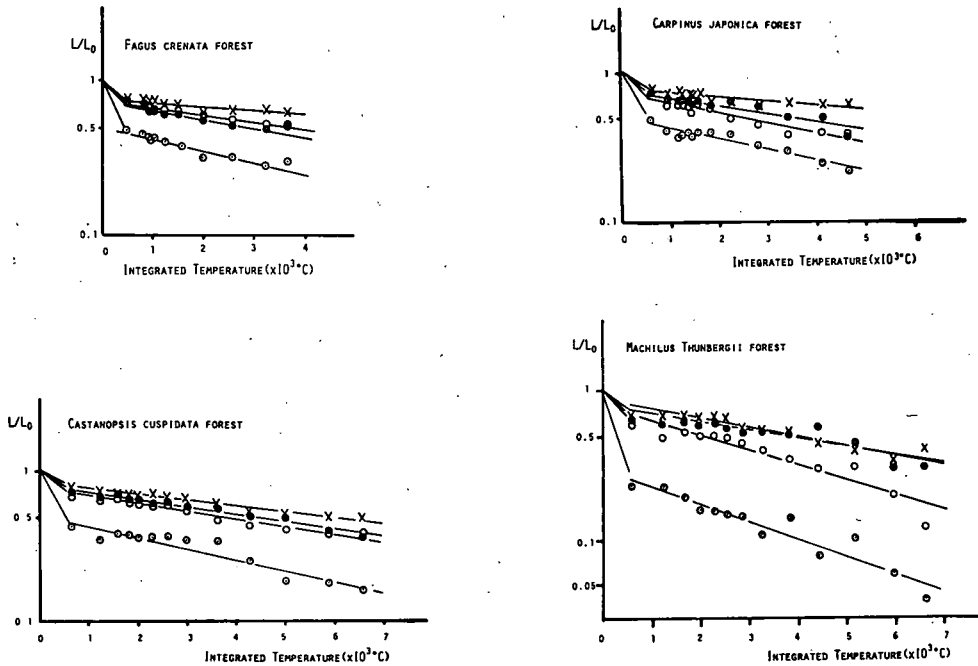 FAGUS CRENATA FOREST
L/L0
1
0.5
0.1
0 1 2 3 4
INTEGRATED TEMPERATURE(x10³°C)
CARPINUS JAPONICA FOREST
L/L0
1
0.5
0.1
0 1 2 3 4 5 6
INTEGRATED TEMPERATURE(x10³°C)
CASTANOPSIS CUSPIDATA FOREST
L/L0
1
0.5
0.1
0 1 2 3 4 5 6 7
INTEGRATED TEMPERATURE(x10³°C)
MACHILUS THUNBERGII FOREST
L/L0
1
0.5
0.1
0.05
0 1 2 3 4 5 6 7
INTEGRATED TEMPERATURE(x10³°C)